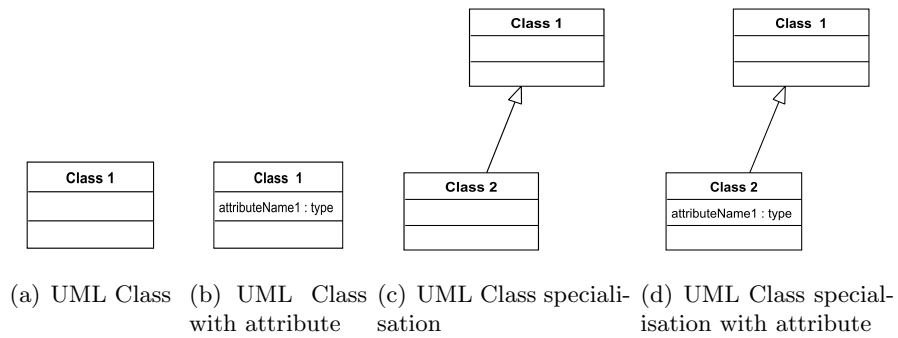 Class 1
Class 1
Class 1
Class 1
attributeName1 : type
Class 2
Class 2
attributeName1 : type
(a) UML Class
(b) UML Class
with attribute
(c) UML Class speciali-
sation
(d) UML Class special-
isation with attribute